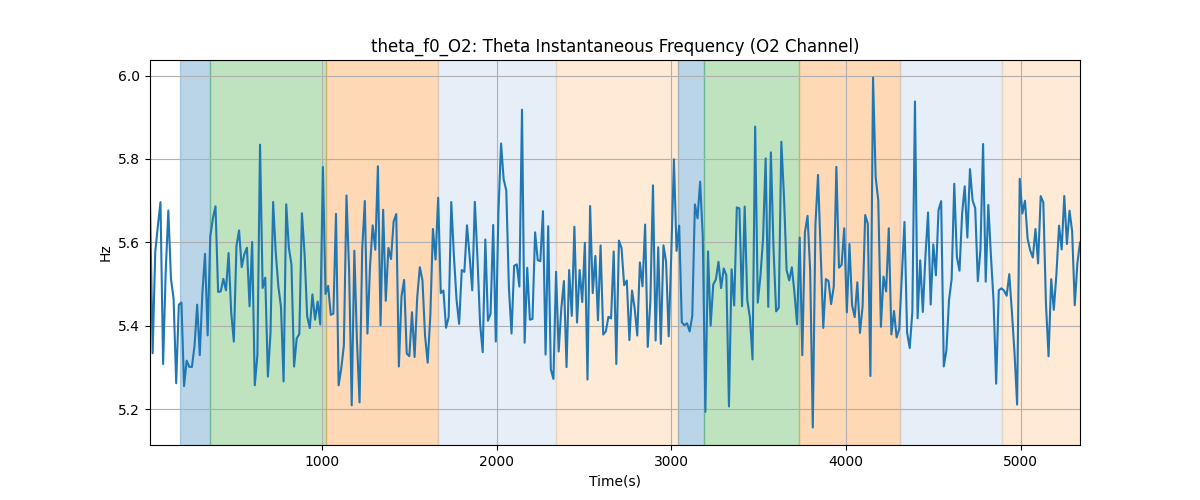 theta_f0_O2: Theta Instantaneous Frequency (O2 Channel)
6.0
5.8
5.6
5.4
5.2
Hz
1000 2000 3000 4000 5000
Time(s)